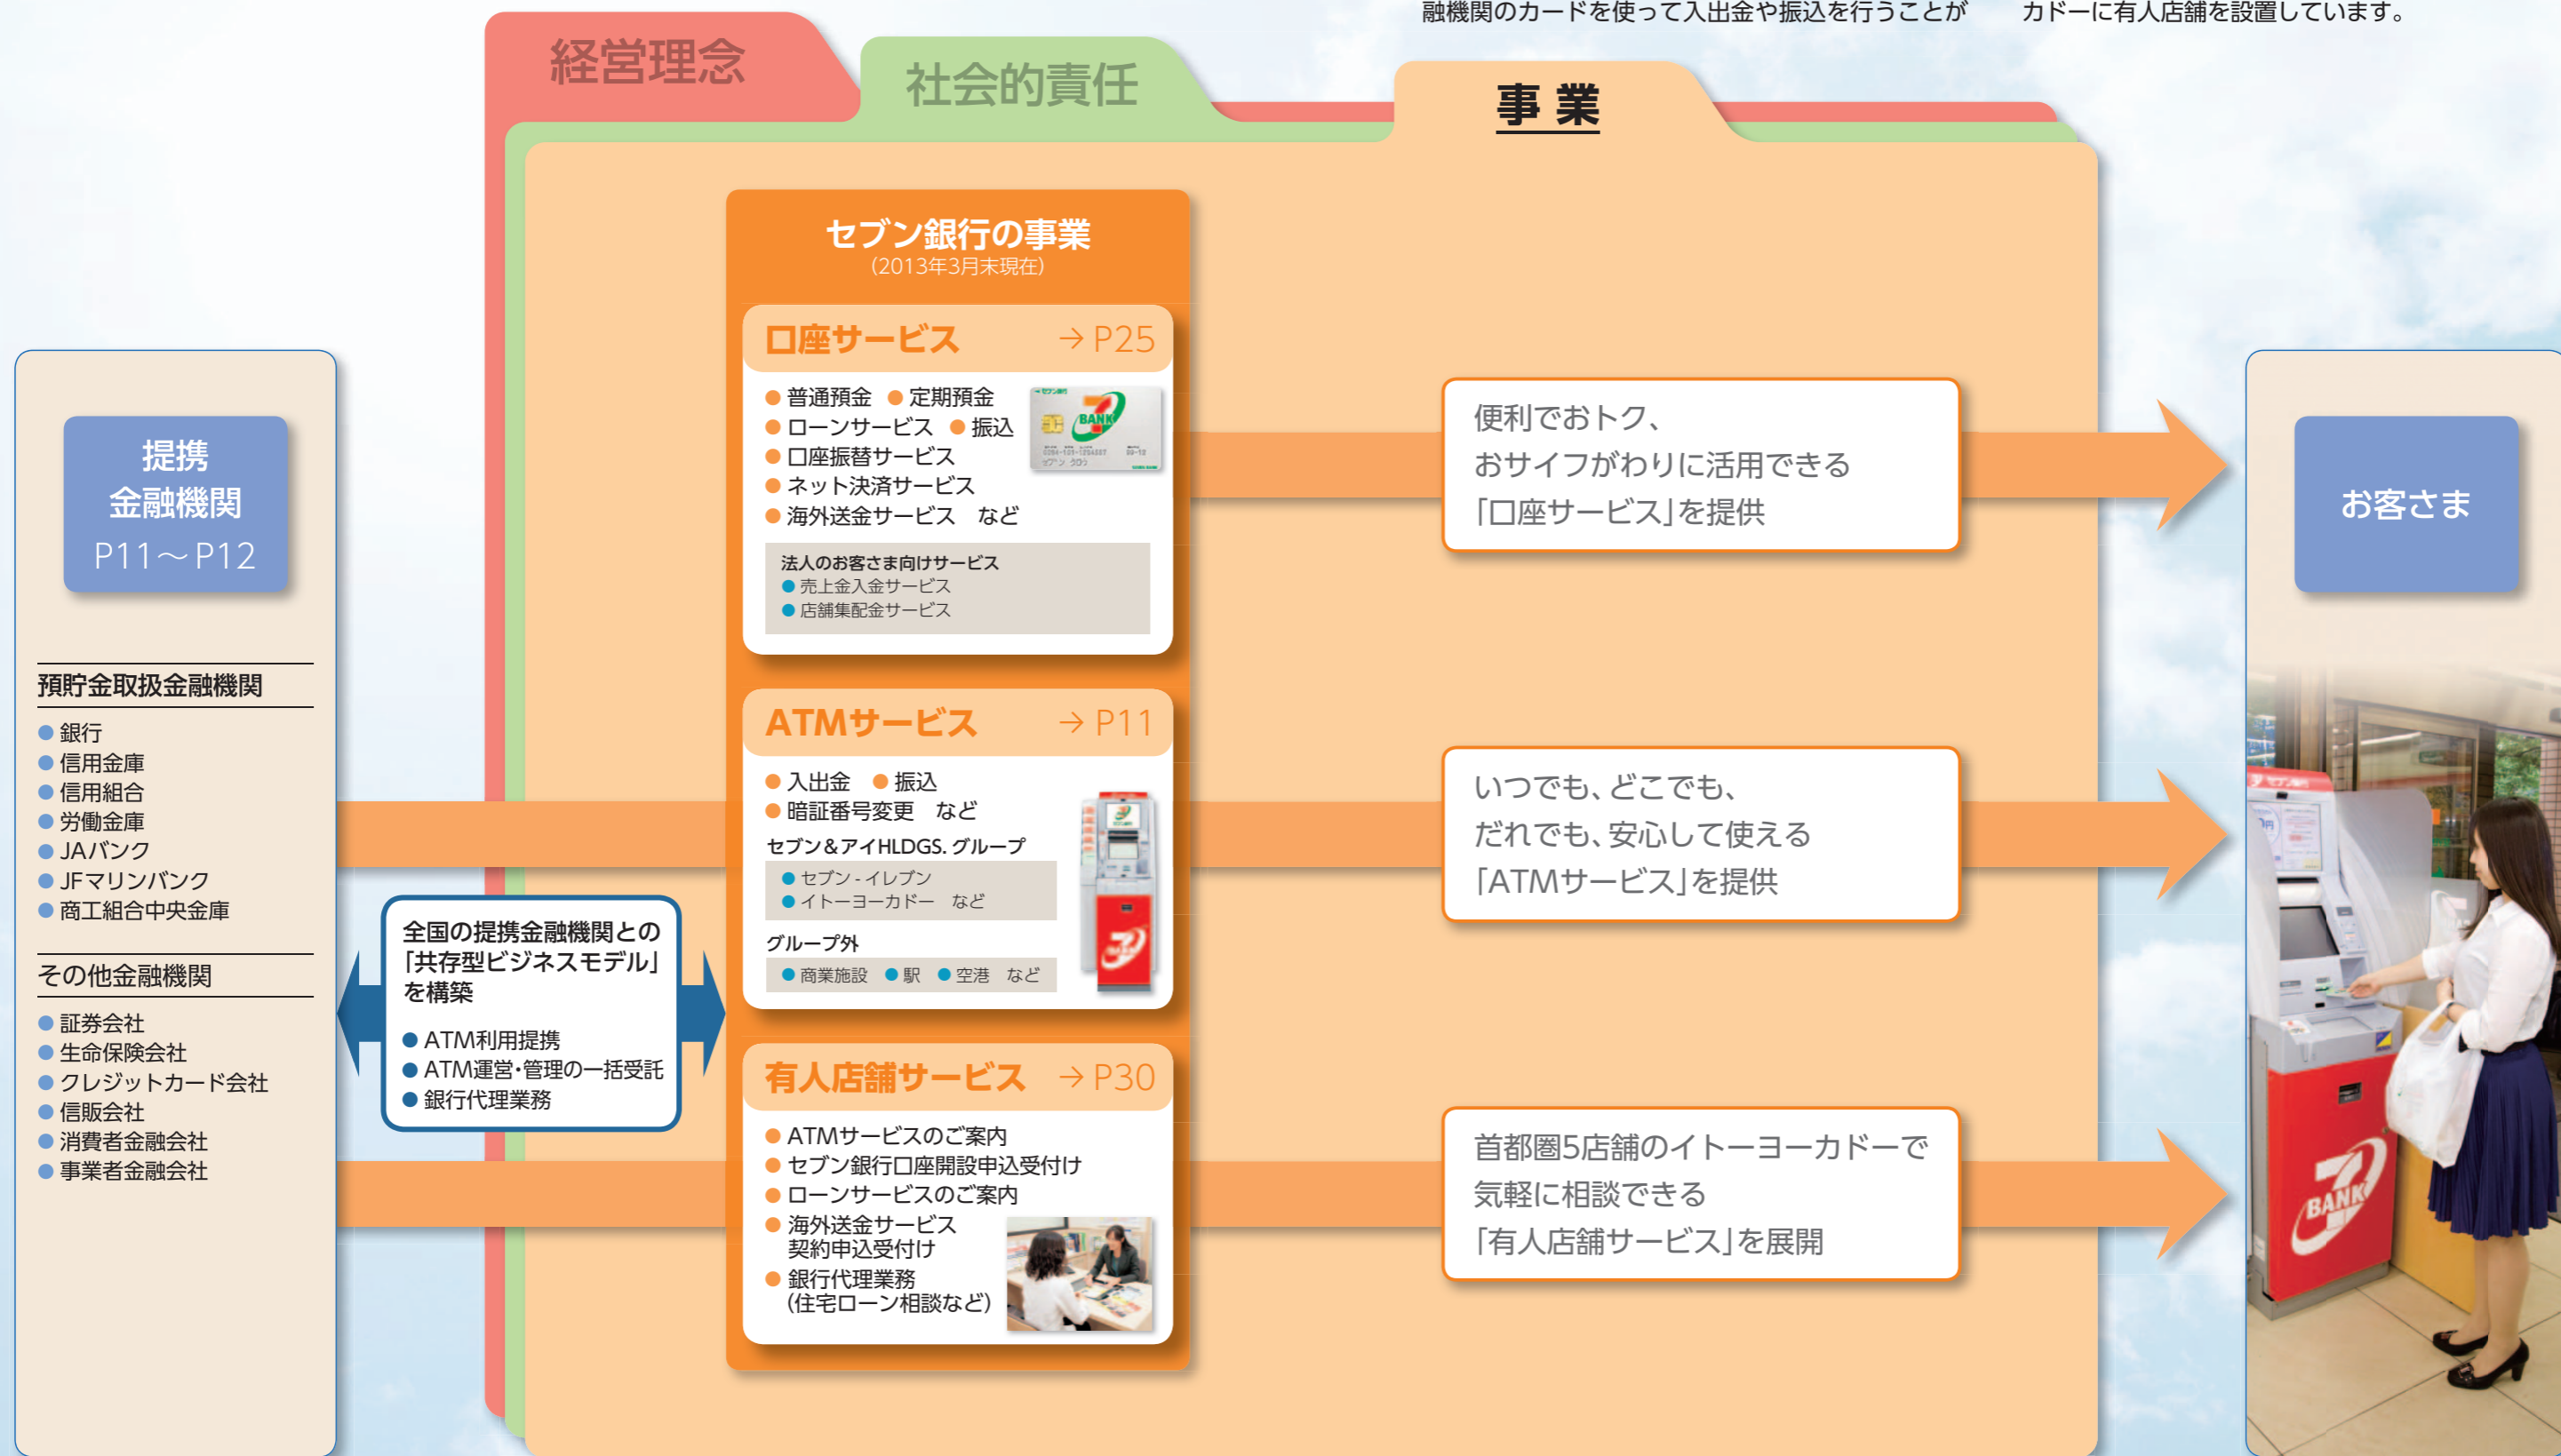 融機関のカードを使って入出金や振込を行うことが
カドーに有人店舗を設置しています。
経営理念
社会的責任
事業
提携
金融機関
P11～P12
預貯金取扱金融機関
● 銀行
● 信用金庫
● 信用組合
● 労働金庫
● JAバンク
● JFマリンバンク
● 商工組合中央金庫
その他金融機関
● 証券会社
● 生命保険会社
● クレジットカード会社
● 信販会社
● 消費者金融会社
● 事業者金融会社
全国の提携金融機関との
「共存型ビジネスモデル」
を構築
● ATM利用提携
● ATM運営・管理の一括受託
● 銀行代理業務
セブン銀行の事業
(2013年3月末現在)
口座サービス → P25
● 普通預金 ● 定期預金
● ローンサービス ● 振込
● 口座振替サービス
● ネット決済サービス
● 海外送金サービス など
セブン銀行
BANK
法人のお客さま向けサービス
● 売上金入金サービス
● 店舗集配金サービス
ATMサービス → P11
● 入出金 ● 振込
● 暗証番号変更 など
セブン&アイHLDGS. グループ
● セブン-イレブン
● イトーヨーカドー など
グループ外
● 商業施設 ● 駅 ● 空港 など
有人店舗サービス → P30
● ATMサービスのご案内
● セブン銀行口座開設申込受付け
● ローンサービスのご案内
● 海外送金サービス
契約申込受付け
● 銀行代理業務
(住宅ローン相談など)
便利でおトク、
おサイフがわりに活用できる
「口座サービス」を提供
いつでも、どこでも、
だれでも、安心して使える
「ATMサービス」を提供
首都圏5店舗のイトーヨーカドーで
気軽に相談できる
「有人店舗サービス」を展開
お客さま
セブン銀行
7
BANK